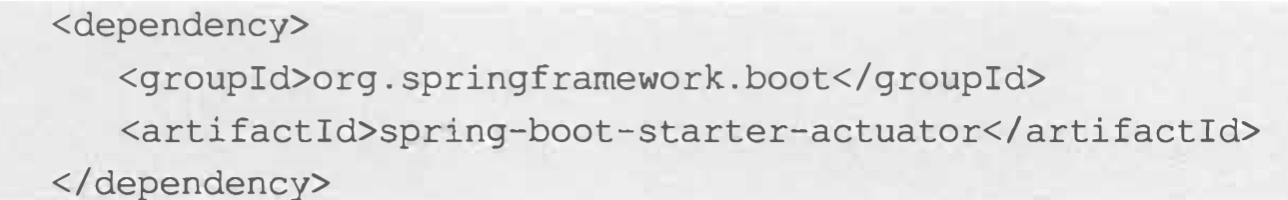 <dependency>
<groupId>org.springframework.boot</groupId>
<artifactId>spring-boot-starter-actuator</artifactId>
</dependency>